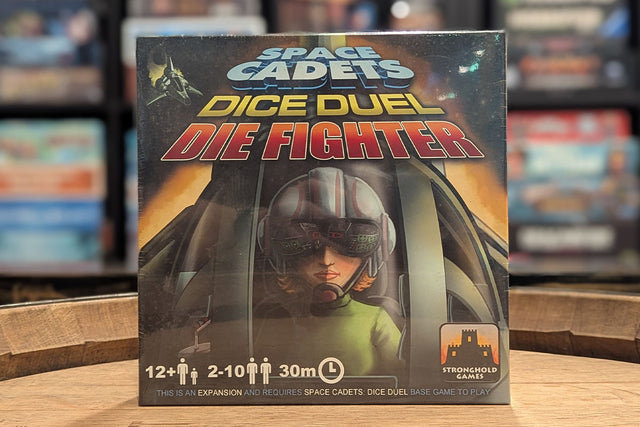 SPACE
CADETS
DICE DUEL
DIE FIGHTER
12+ 2-10 30m
STRONGHOLD
GAMES
THIS IS AN EXPANSION AND REQUIRES SPACE CADETS: DICE DUEL BASE GAME TO PLAY